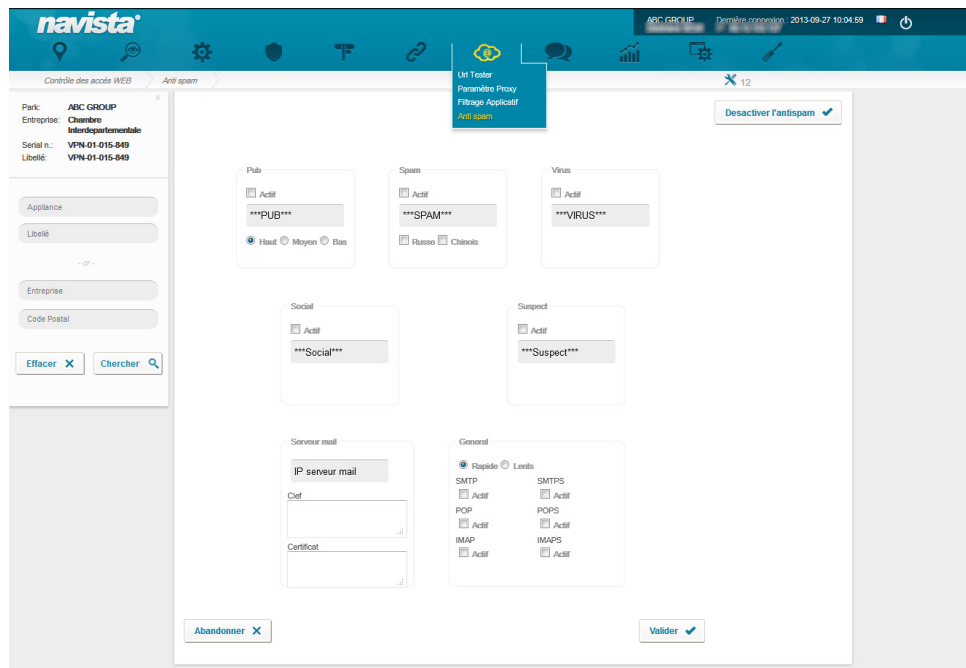 navista
ABC GROUP
Dernière connexion : 2013-09-27 10:04:59
Contrôle des accés WEB
Anti spam
12
Url Tester
Paramètre Proxy
Filtrage Applicatif
Anti spam
Park: ABC GROUP
Entreprise: Chambre
Interdepartementale
Serial n.: VPN-01-015-849
Libellé: VPN-01-015-849
Appliance
Libellé
- or -
Entreprise
Code Postal
Effacer
Chercher
Desactiver l'antispam
Pub
Actif
***PUB***
Haut Moyen Bas
Spam
Actif
***SPAM***
Russe Chinois
Virus
Actif
***VIRUS***
Social
Actif
***Social***
Suspect
Actif
***Suspect***
Serveur mail
IP serveur mail
Clef
Certificat
General
Rapide Lents
SMTP SMTPS
Actif Actif
POP POPS
Actif Actif
IMAP IMAPS
Actif Actif
Abandonner
Valider